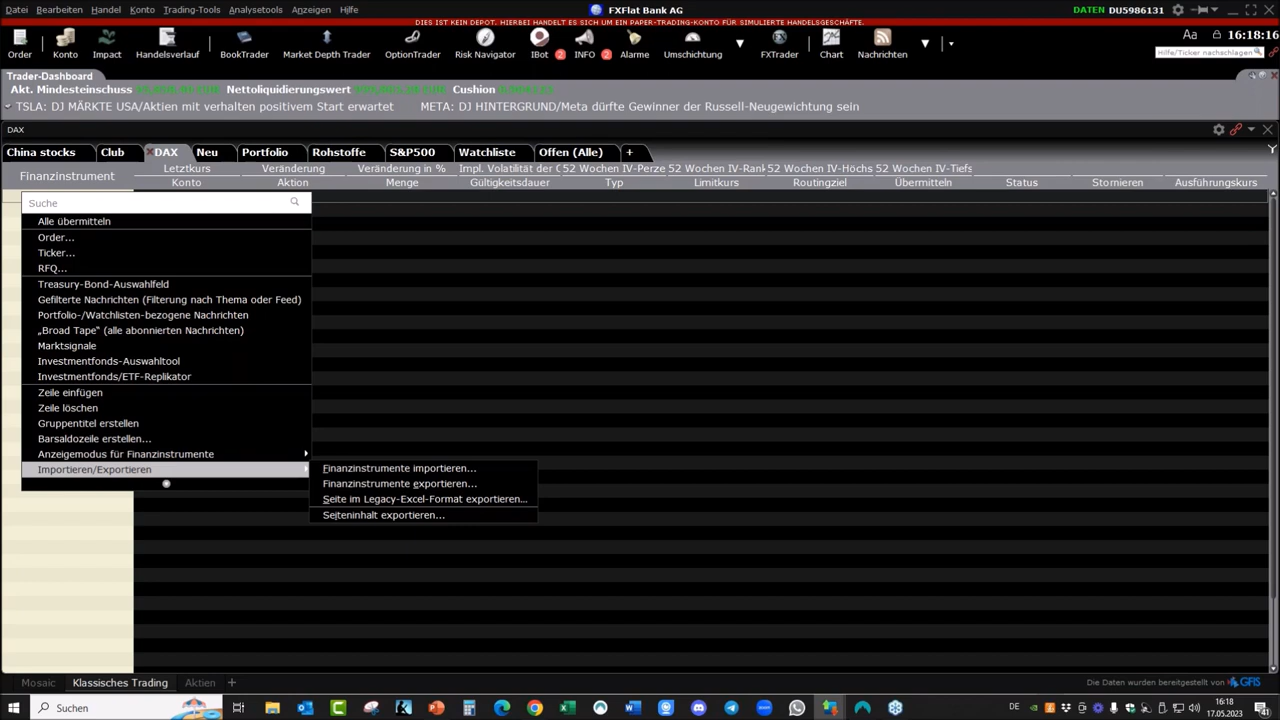 Datei Bearbeiten Handel Konto Trading-Tools Analysetools Anzeigen Hilfe
FXFlat Bank AG
DATEN DU5986131
DIES IST KEIN DEPOT. HIERBEI HANDELT ES SICH UM EIN PAPER-TRADING-KONTO FÜR SIMULIERTE HANDELSGESCHÄFTE.
Aa 18:18:16
Order Konto Impact Handelsverlauf BookTrader Market Depth Trader OptionTrader Risk Navigator IBot 2 INFO 2 Alarme Umschichtung FXTrader Chart Nachrichten
Hilfe/Ticker nachschlagen
Trader-Dashboard
Akt. Mindesteinschuss Nettoliquidierungswert Cushion
TSLA: DJ MÄRKTE USA/Aktien mit verhalten positivem Start erwartet META: DJ HINTERGRUND/Meta dürfte Gewinner der Russell-Neugewichtung sein
DAX
China stocks Club DAX Neu Portfolio Rohstoffe S&P500 Watchliste Offen (Alle) +
Letztkurs Veränderung Veränderung in % Impl. Volatilität der 52 Wochen IV-Perze 52 Wochen IV-Rank 52 Wochen IV-Höchs 52 Wochen IV-Tiefs
Finanzinstrument
Konto Aktion Menge Gültigkeitsdauer Typ Limitkurs Routingziel Übermitteln Status Stornieren Ausführungskurs
Suche
Alle übermitteln
Order...
Ticker...
RFQ...
Treasury-Bond-Auswahlfeld
Gefilterte Nachrichten (Filterung nach Thema oder Feed)
Portfolio-/Watchlisten-bezogene Nachrichten
„Broad Tape“ (alle abonnierten Nachrichten)
Marktsignale
Investmentfonds-Auswahltool
Investmentfonds/ETF-Replikator
Zeile einfügen
Zeile löschen
Gruppentitel erstellen
Barsaldozeile erstellen...
Anzeigemodus für Finanzinstrumente
Importieren/Exportieren
Finanzinstrumente importieren...
Finanzinstrumente exportieren...
Seite im Legacy-Excel-Format exportieren...
Seiteninhalt exportieren...
Mosaic Klassisches Trading Aktien +
Die Daten wurden bereitgestellt von GFIS
Suchen
DE
16:18
17.05.2023
41